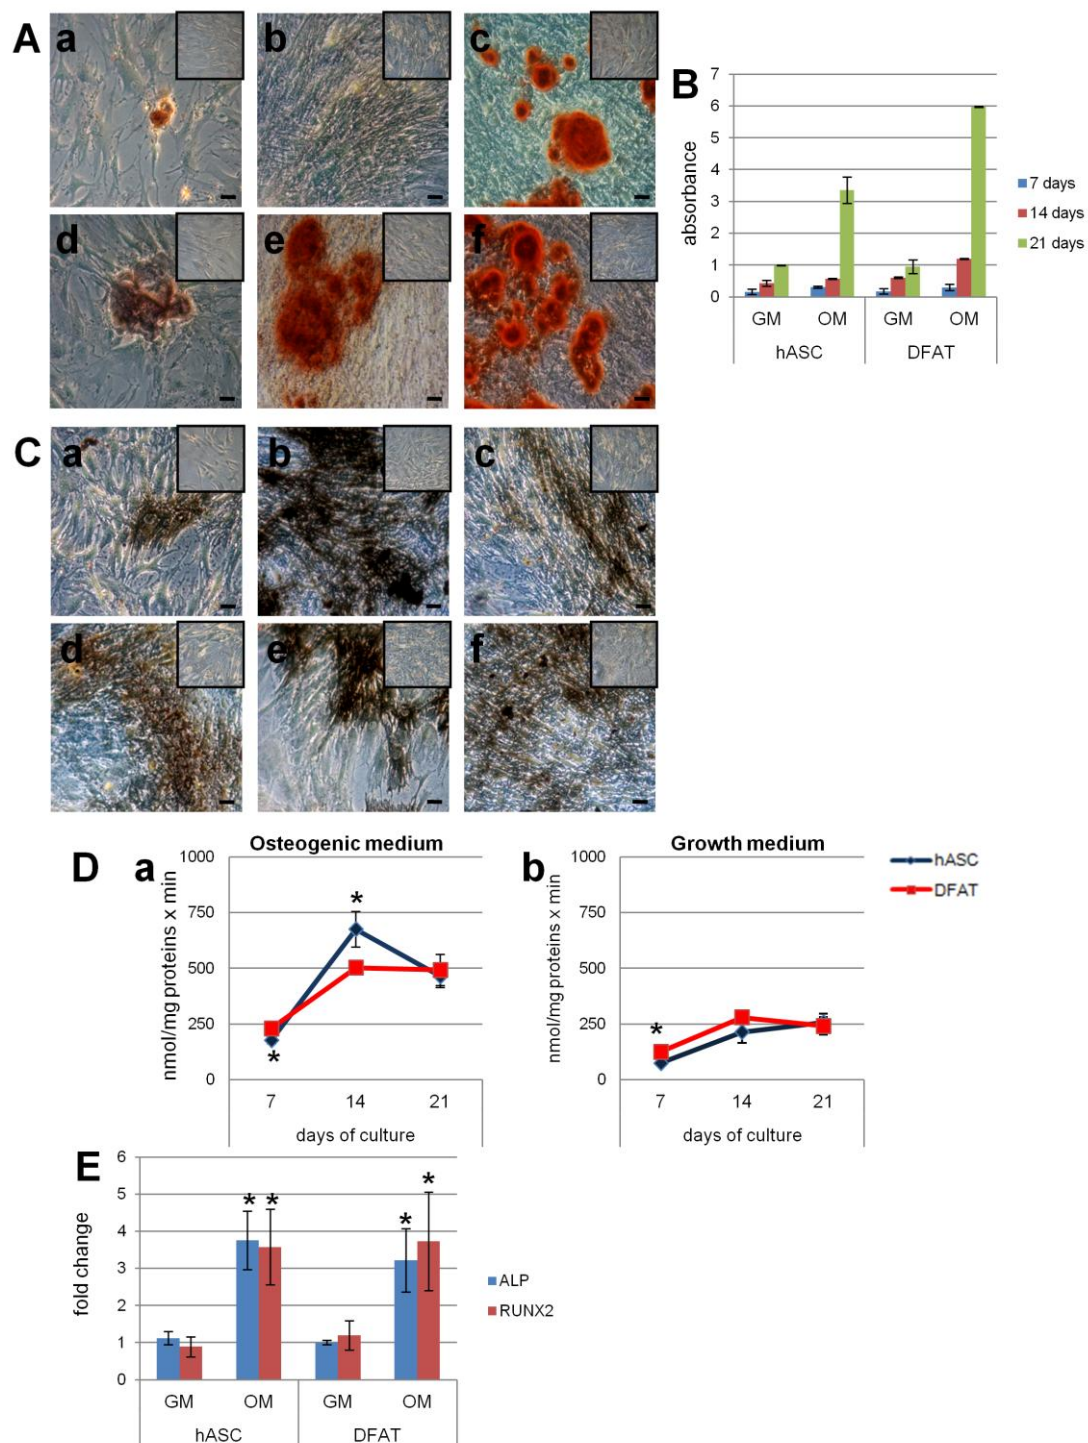 A
a
b
c
d
e
f
B
absorbance
7
6
5
4
3
2
1
0
GM OM GM OM
hASC DFAT
7 days
14 days
21 days
C
a
b
c
d
e
f
D
a
Osteogenic medium
nmol/mg proteins x min
1000
750
500
250
0
*
*
7 14 21
days of culture
b
Growth medium
nmol/mg proteins x min
1000
750
500
250
0
*
7 14 21
days of culture
hASC
DFAT
E
fold change
6
5
4
3
2
1
0
* * * *
GM OM GM OM
hASC DFAT
ALP
RUNX2